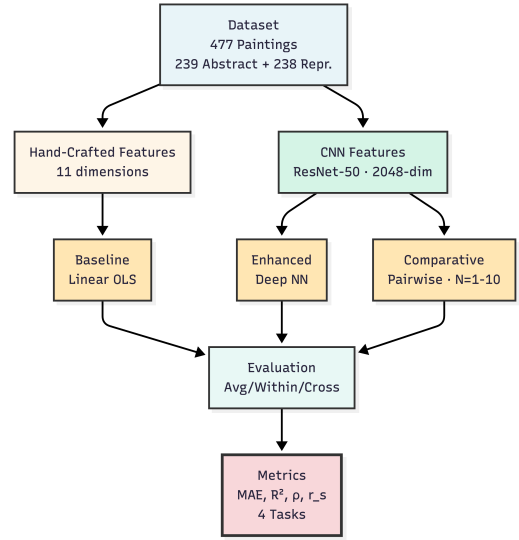 Dataset
477 Paintings
239 Abstract + 238 Repr.
Hand-Crafted Features
11 dimensions
CNN Features
ResNet-50 · 2048-dim
Baseline
Linear OLS
Enhanced
Deep NN
Comparative
Pairwise · N=1-10
Evaluation
Avg/Within/Cross
Metrics
MAE, R², ρ, r_s
4 Tasks